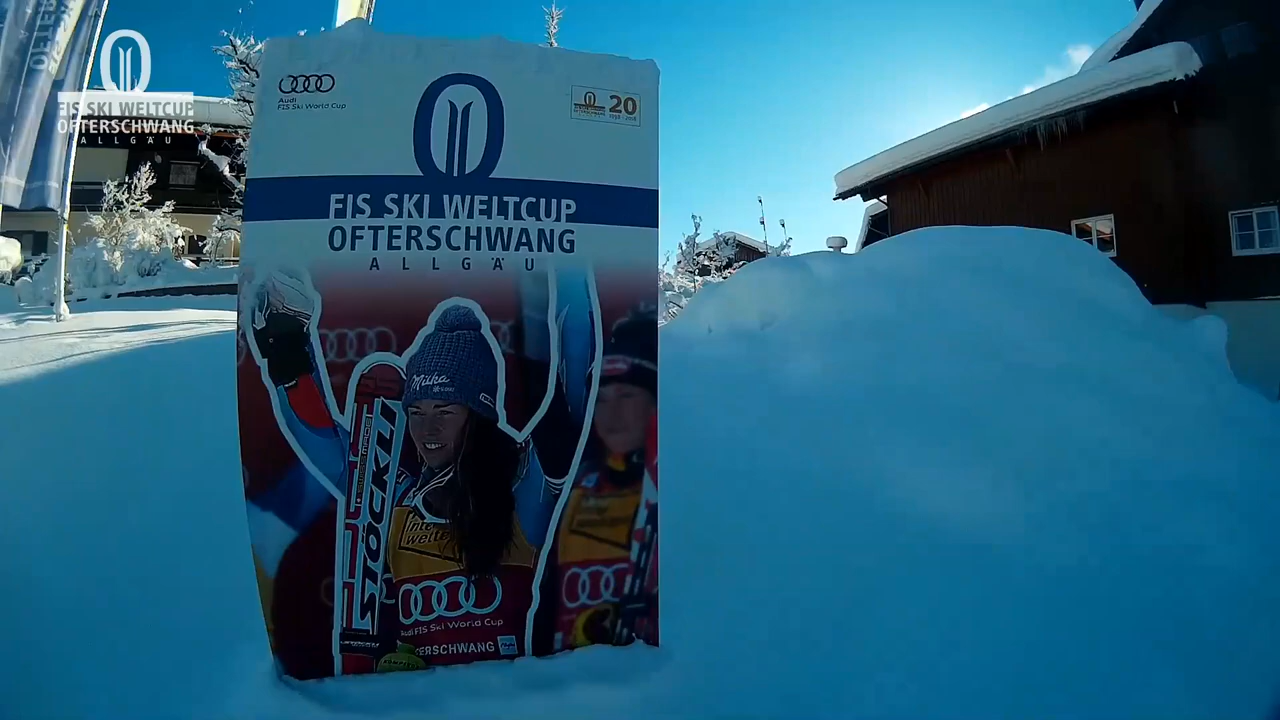 FIS SKI WELTCUP
OFTERSCHWANG
ALLGÄU
Audi
FIS Ski World Cup
20
FIS SKI WELTCUP
OFTERSCHWANG
ALLGÄU
Milka
STÖCKLI
Audi FIS Ski World Cup
TERSCHWANG